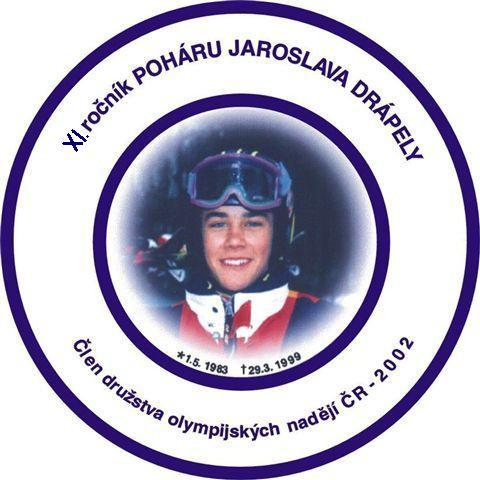 XI. ročník POHÁRU JAROSLAVA DRÁPELY
*1.5. 1983 †29.3. 1999
Člen družstva olympijských nadějí ČR - 2002